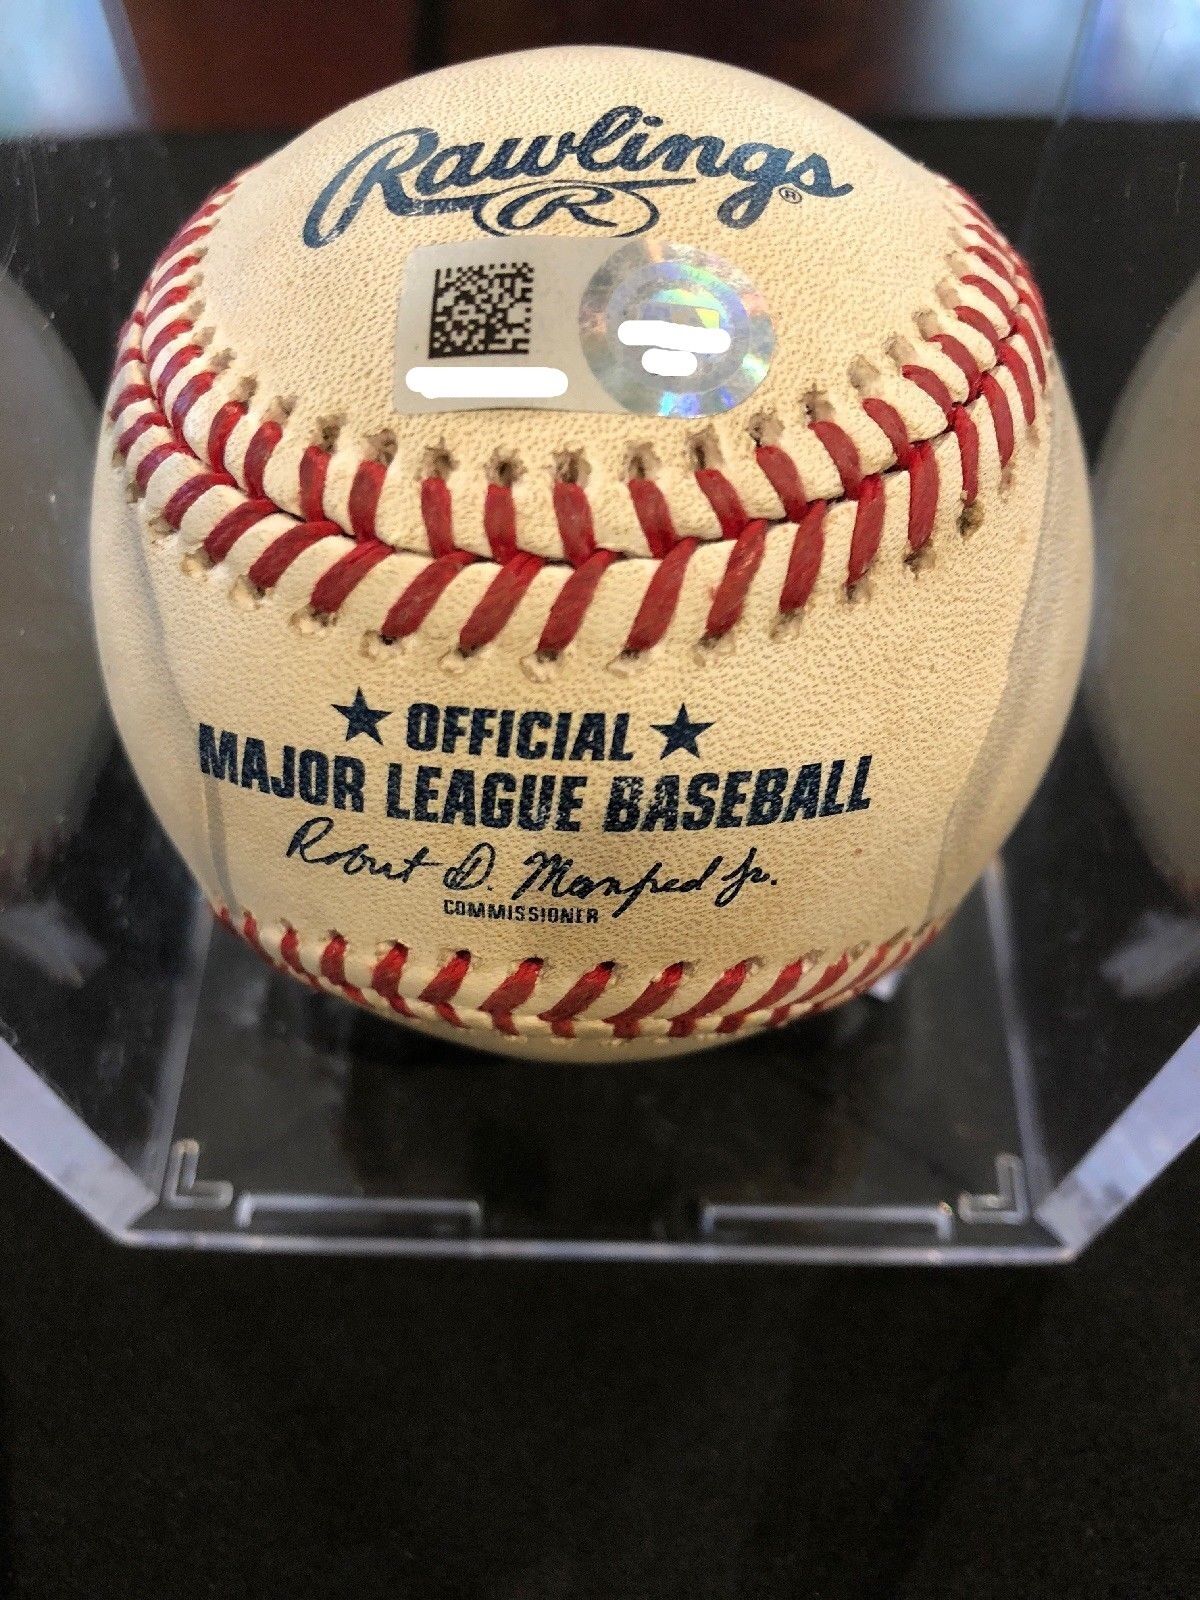 Rawlings®
R
★ OFFICIAL ★
MAJOR LEAGUE BASEBALL
Robert D. Manfred Jr.
COMMISSIONER